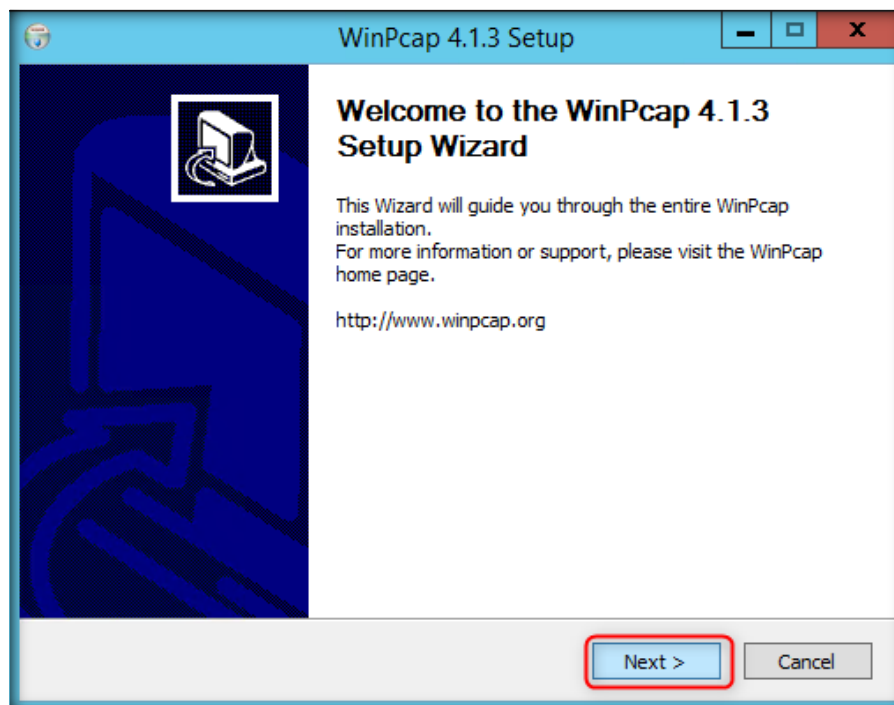 WinPcap 4.1.3 Setup
Welcome to the WinPcap 4.1.3
Setup Wizard
This Wizard will guide you through the entire WinPcap
installation.
For more information or support, please visit the WinPcap
home page.
http://www.winpcap.org
Next >
Cancel